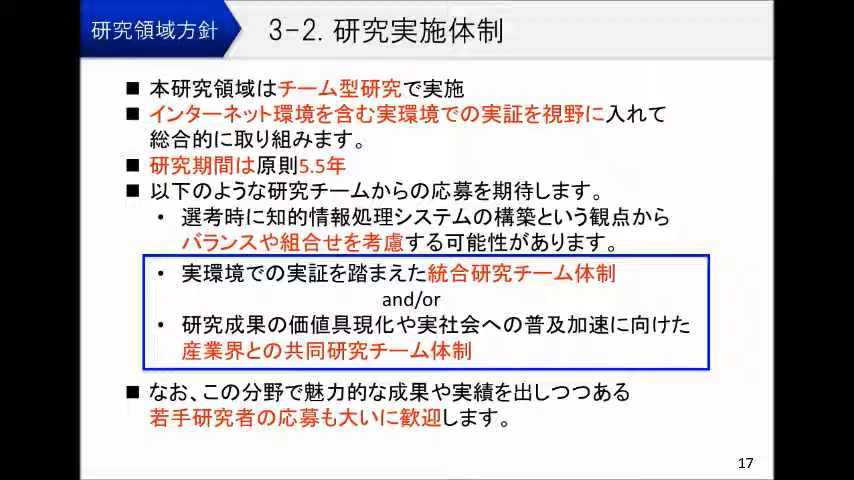 研究領域方針
3-2. 研究実施体制
■ 本研究領域はチーム型研究で実施
■ インターネット環境を含む実環境での実証を視野に入れて
総合的に取り組みます。
■ 研究期間は原則5.5年
■ 以下のような研究チームからの応募を期待します。
• 選考時に知的情報処理システムの構築という観点から
バランスや組合せを考慮する可能性があります。
• 実環境での実証を踏まえた統合研究チーム体制
and/or
• 研究成果の価値具現化や実社会への普及加速に向けた
産業界との共同研究チーム体制
■ なお、この分野で魅力的な成果や実績を出しつつある
若手研究者の応募も大いに歓迎します。
17